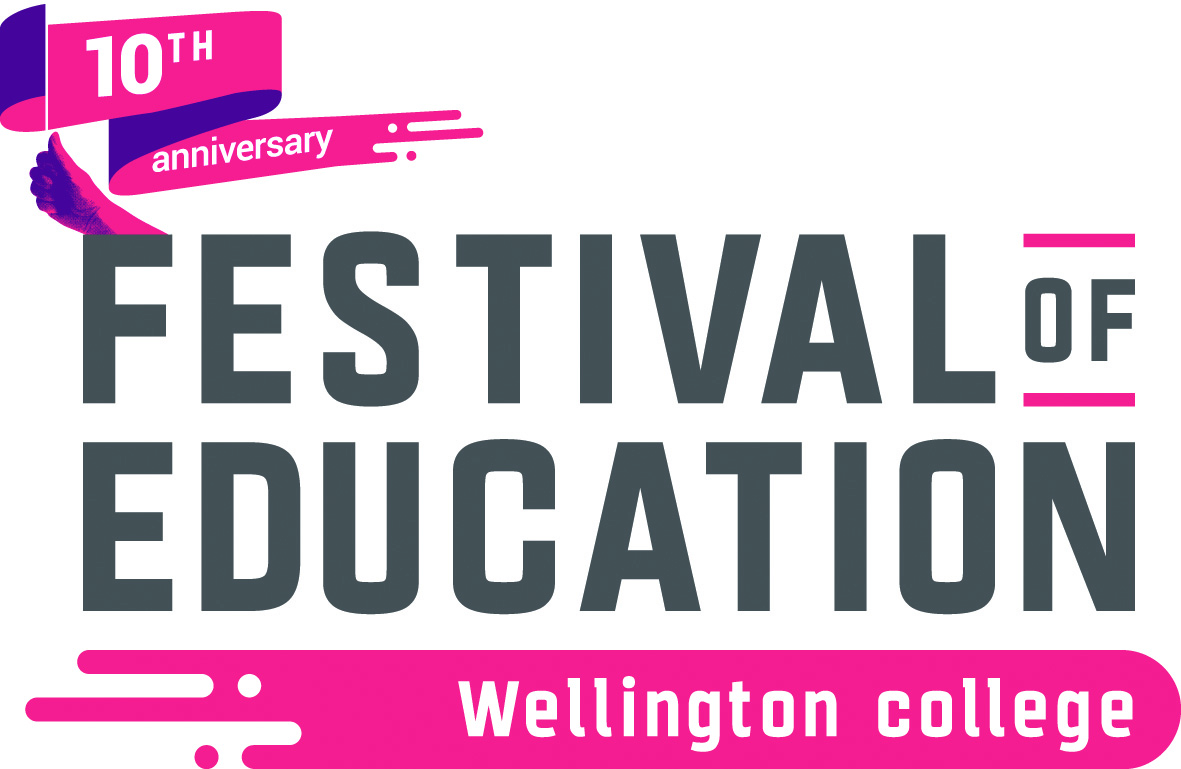 10TH
anniversary
FESTIVAL OF
EDUCATION
Wellington college